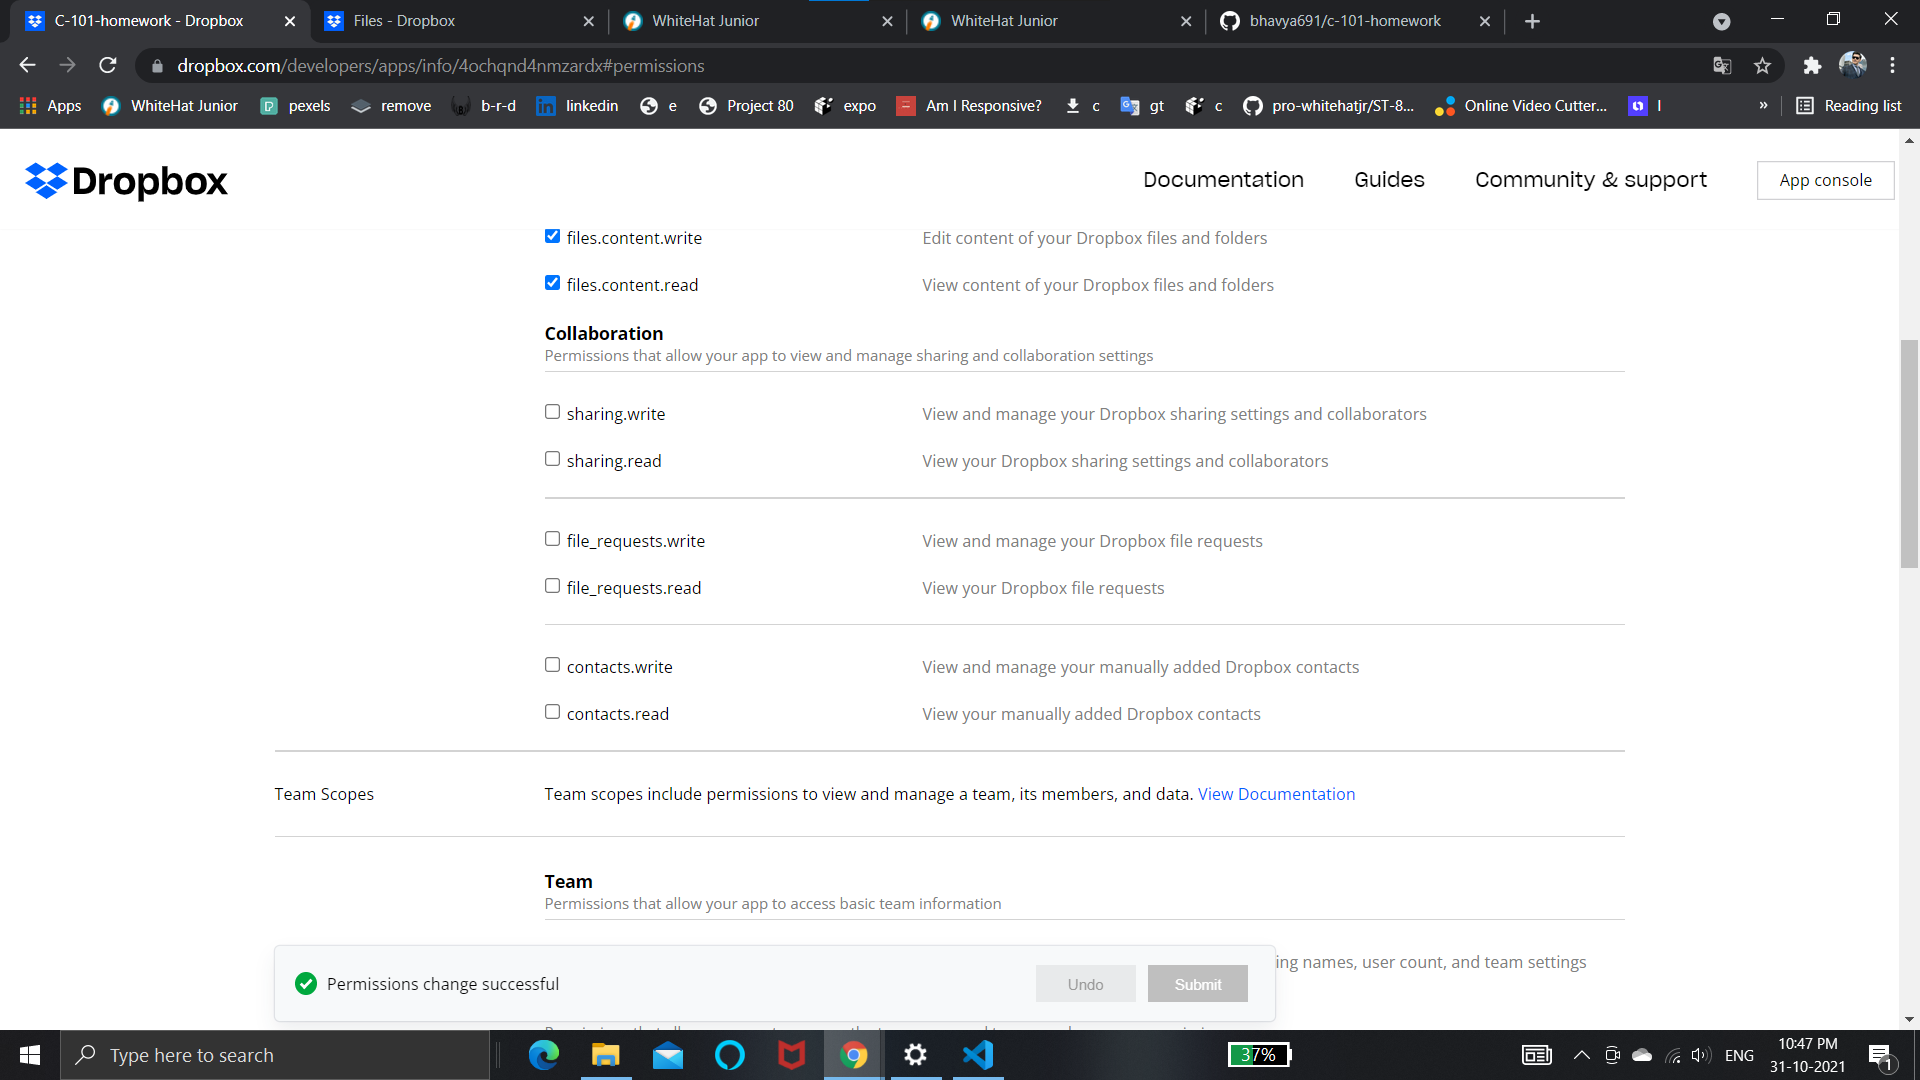 C-101-homework - Dropbox
Files - Dropbox
WhiteHat Junior
WhiteHat Junior
bhavya691/c-101-homework
dropbox.com/developers/apps/info/4ochqnd4nmzardx#permissions
Apps
WhiteHat Junior
pexels
remove
b-r-d
linkedin
e
Project 80
expo
Am I Responsive?
c
gt
c
pro-whitehatjr/ST-8...
Online Video Cutter...
l
»
Reading list
Dropbox
Documentation
Guides
Community & support
App console
files.content.write Edit content of your Dropbox files and folders
files.content.read View content of your Dropbox files and folders
Collaboration
Permissions that allow your app to view and manage sharing and collaboration settings
sharing.write View and manage your Dropbox sharing settings and collaborators
sharing.read View your Dropbox sharing settings and collaborators
file_requests.write View and manage your Dropbox file requests
file_requests.read View your Dropbox file requests
contacts.write View and manage your manually added Dropbox contacts
contacts.read View your manually added Dropbox contacts
Team Scopes Team scopes include permissions to view and manage a team, its members, and data. View Documentation
Team
Permissions that allow your app to access basic team information
ing names, user count, and team settings
Permissions change successful
Undo
Submit
Type here to search
37%
ENG
10:47 PM
31-10-2021
1